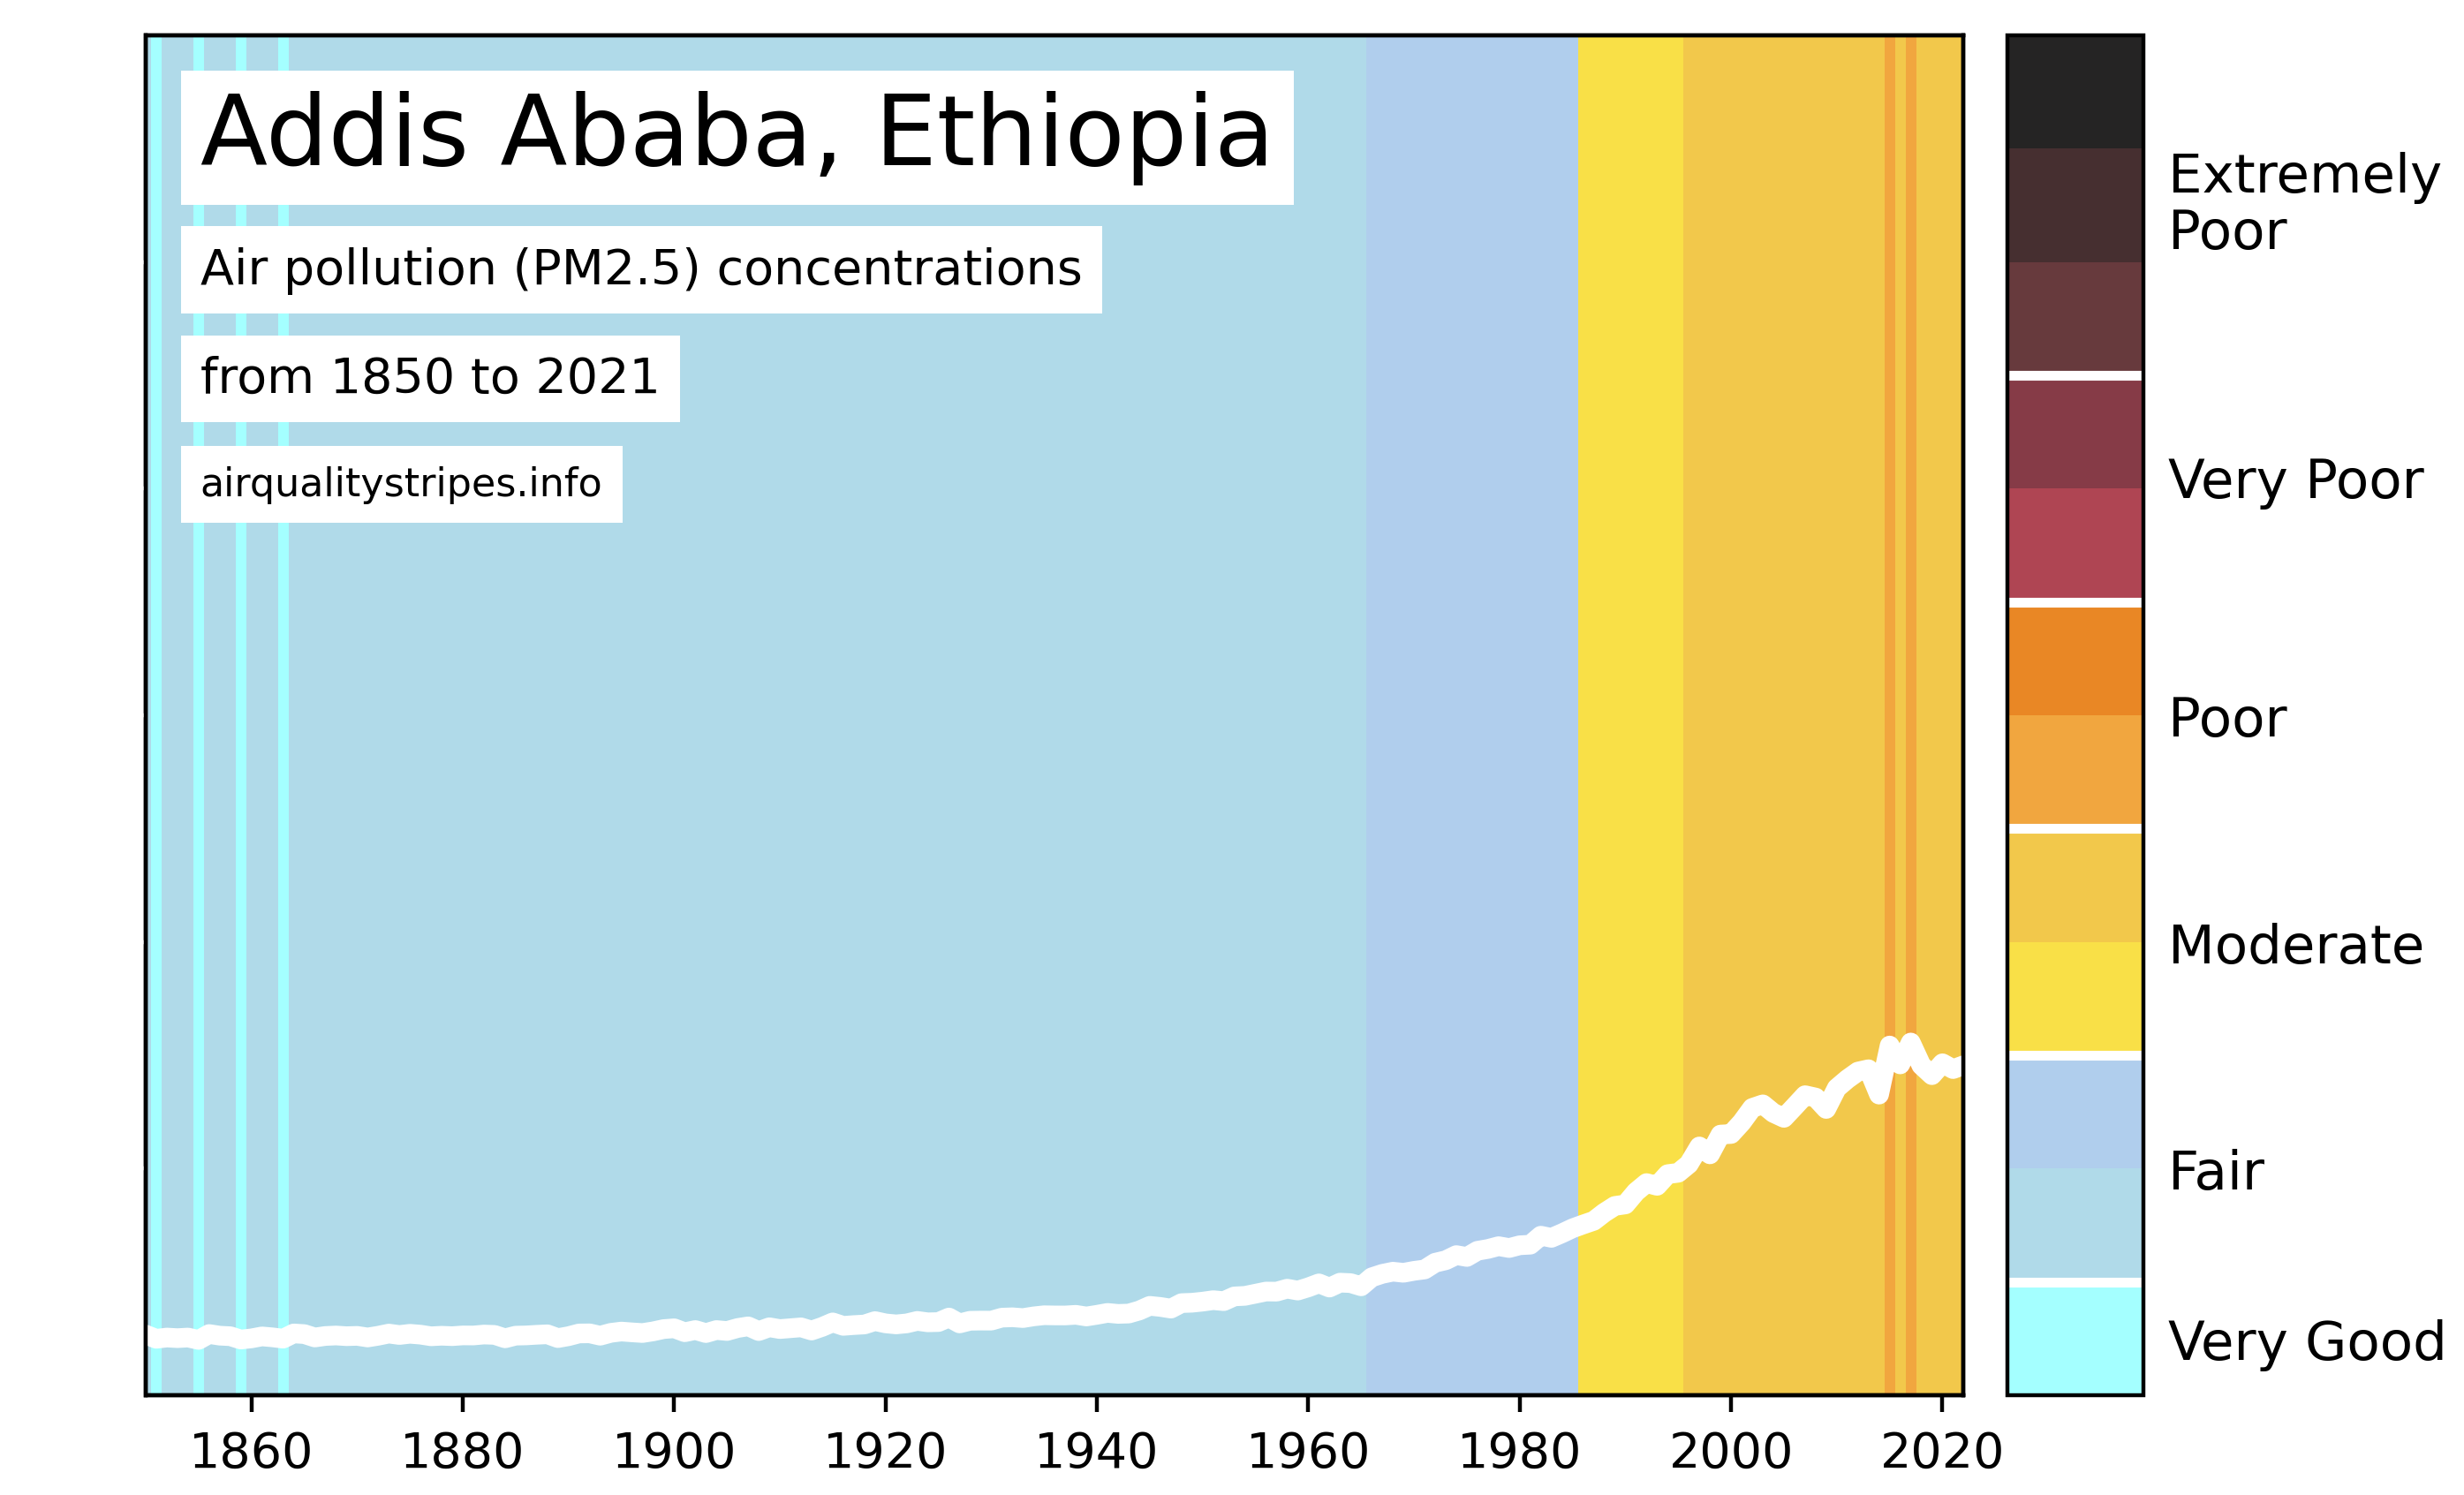 Addis Ababa, Ethiopia
Air pollution (PM2.5) concentrations
from 1850 to 2021
airqualitystripes.info
Extremely
Poor
Very Poor
Poor
Moderate
Fair
Very Good
1860 1880 1900 1920 1940 1960 1980 2000 2020